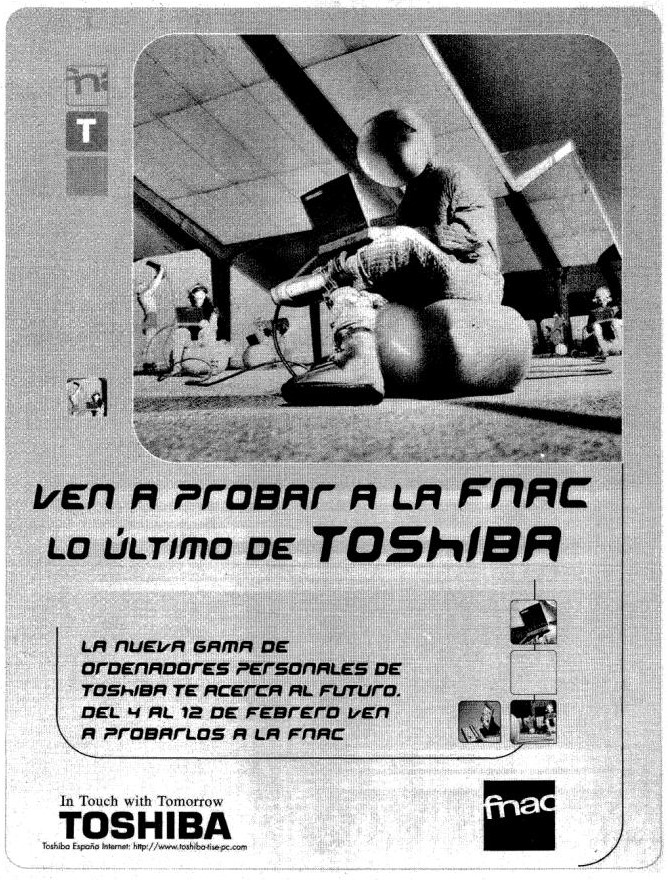 fnac
T
VEN A PROBAR A LA FNAC
LO ÚLTIMO DE TOSHIBA
LA NUEVA GAMA DE
ORDENADORES PERSONALES DE
TOSHIBA TE ACERCA AL FUTURO.
DEL 4 AL 12 DE FEBRERO VEN
A PROBARLOS A LA FNAC
In Touch with Tomorrow
TOSHIBA
Toshiba España Internet: http://www.toshiba-tise-pc.com
fnac